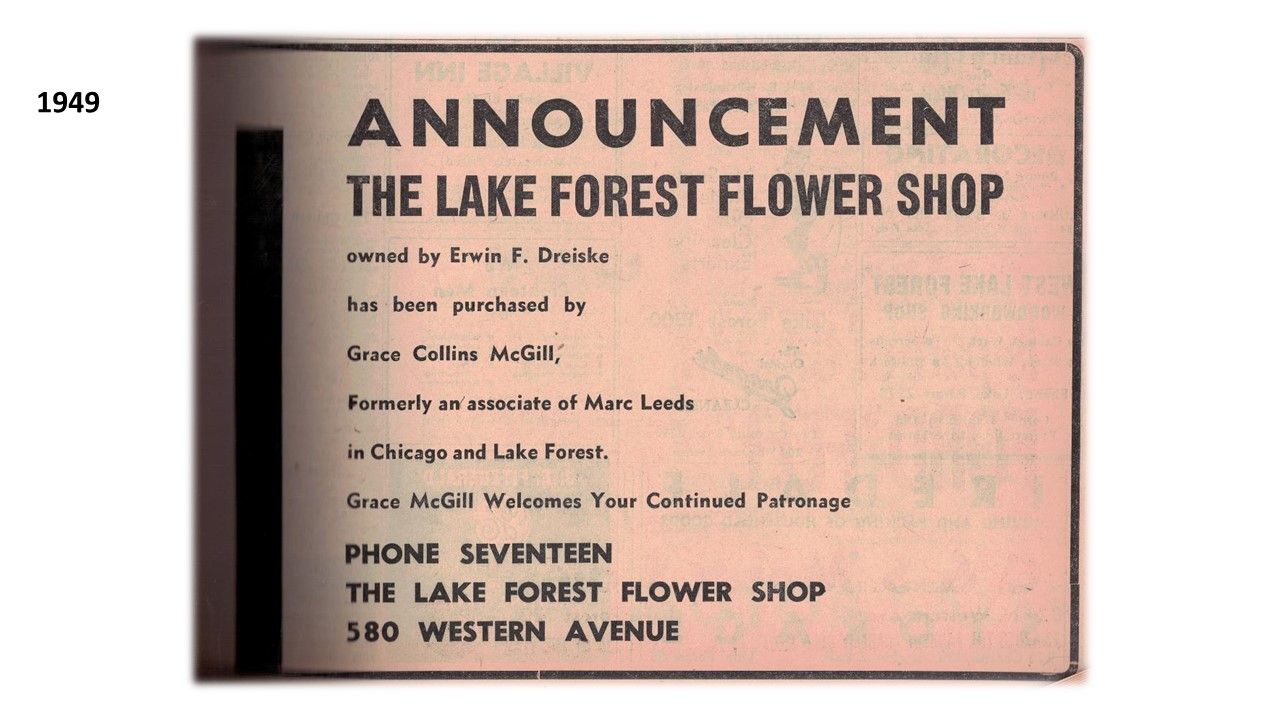 1949
ANNOUNCEMENT
THE LAKE FOREST FLOWER SHOP
owned by Erwin F. Dreiske
has been purchased by
Grace Collins McGill,
Formerly an associate of Marc Leeds
in Chicago and Lake Forest.
Grace McGill Welcomes Your Continued Patronage
PHONE SEVENTEEN
THE LAKE FOREST FLOWER SHOP
580 WESTERN AVENUE